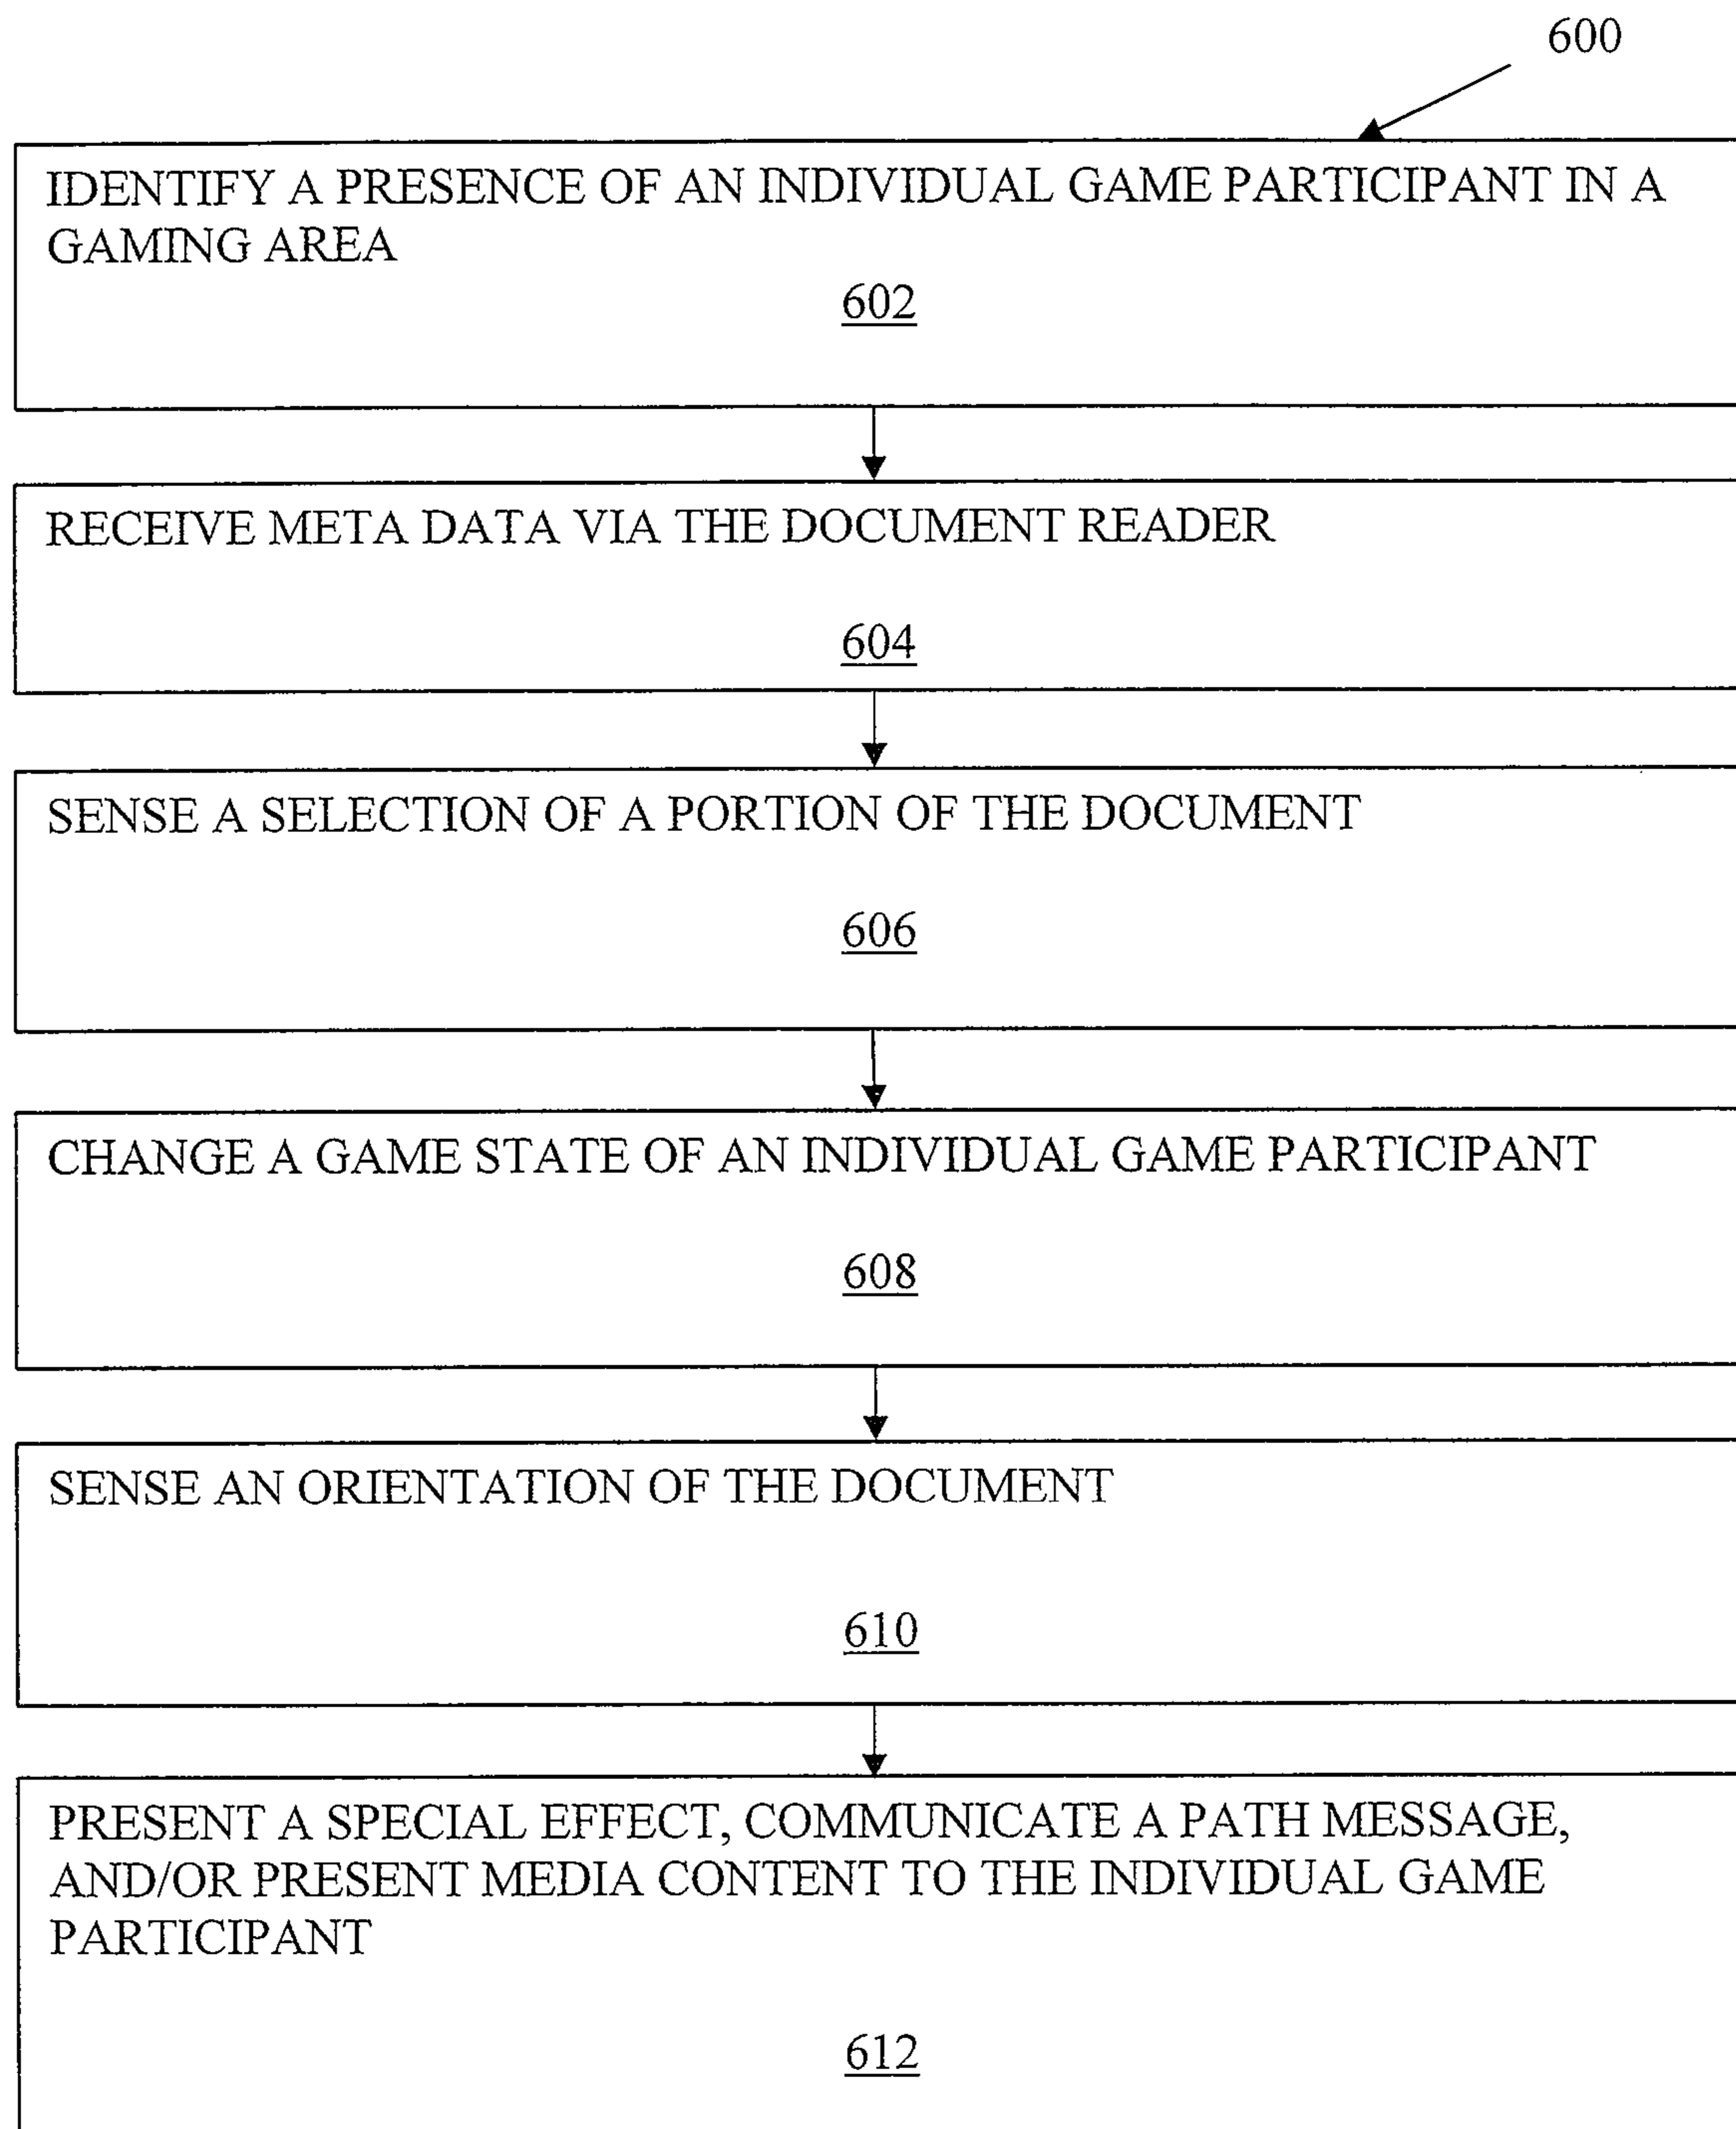 600
IDENTIFY A PRESENCE OF AN INDIVIDUAL GAME PARTICIPANT IN A
GAMING AREA
602
RECEIVE META DATA VIA THE DOCUMENT READER
604
SENSE A SELECTION OF A PORTION OF THE DOCUMENT
606
CHANGE A GAME STATE OF AN INDIVIDUAL GAME PARTICIPANT
608
SENSE AN ORIENTATION OF THE DOCUMENT
610
PRESENT A SPECIAL EFFECT, COMMUNICATE A PATH MESSAGE,
AND/OR PRESENT MEDIA CONTENT TO THE INDIVIDUAL GAME
PARTICIPANT
612